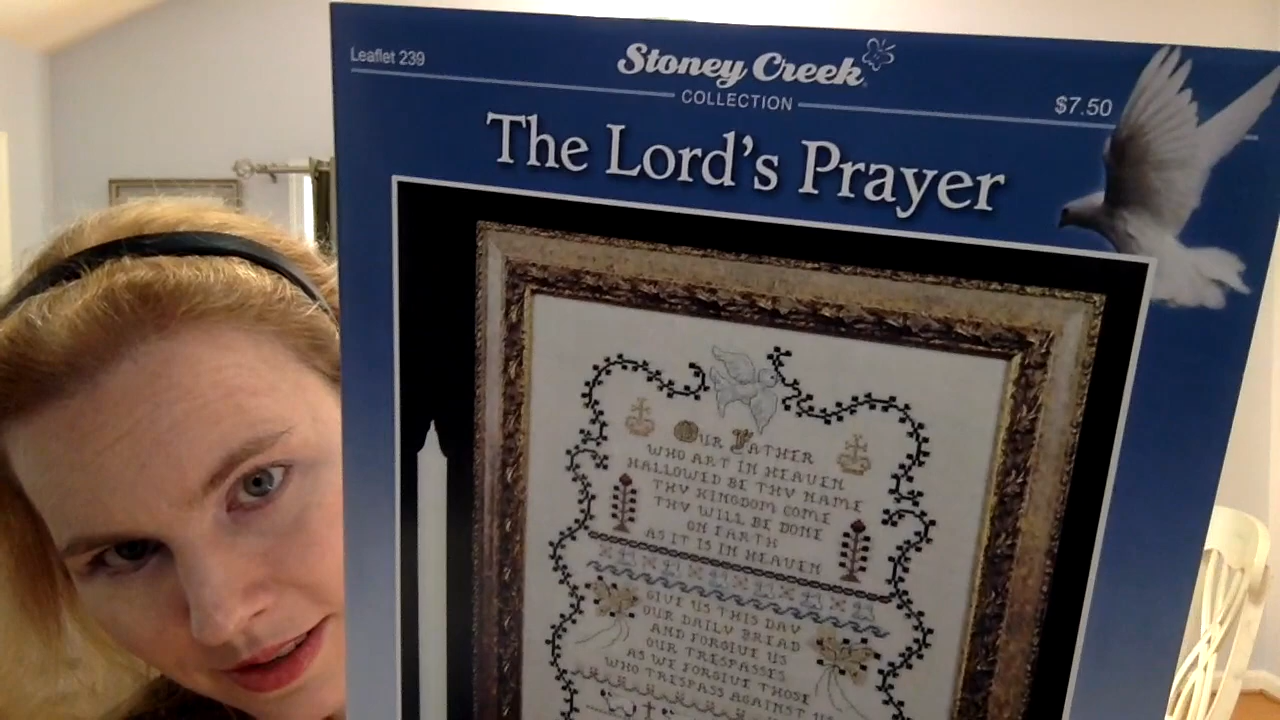 Leaflet 239
Stoney Creek
COLLECTION
$7.50
The Lord's Prayer
OUR FATHER
WHO ART IN HEAVEN
HALLOWED BE THY NAME
THY KINGDOM COME
THY WILL BE DONE
ON EARTH
AS IT IS IN HEAVEN
GIVE US THIS DAY
OUR DAILY BREAD
AND FORGIVE US
OUR TRESPASSES
AS WE FORGIVE THOSE
WHO TRESPASS AGAINST US